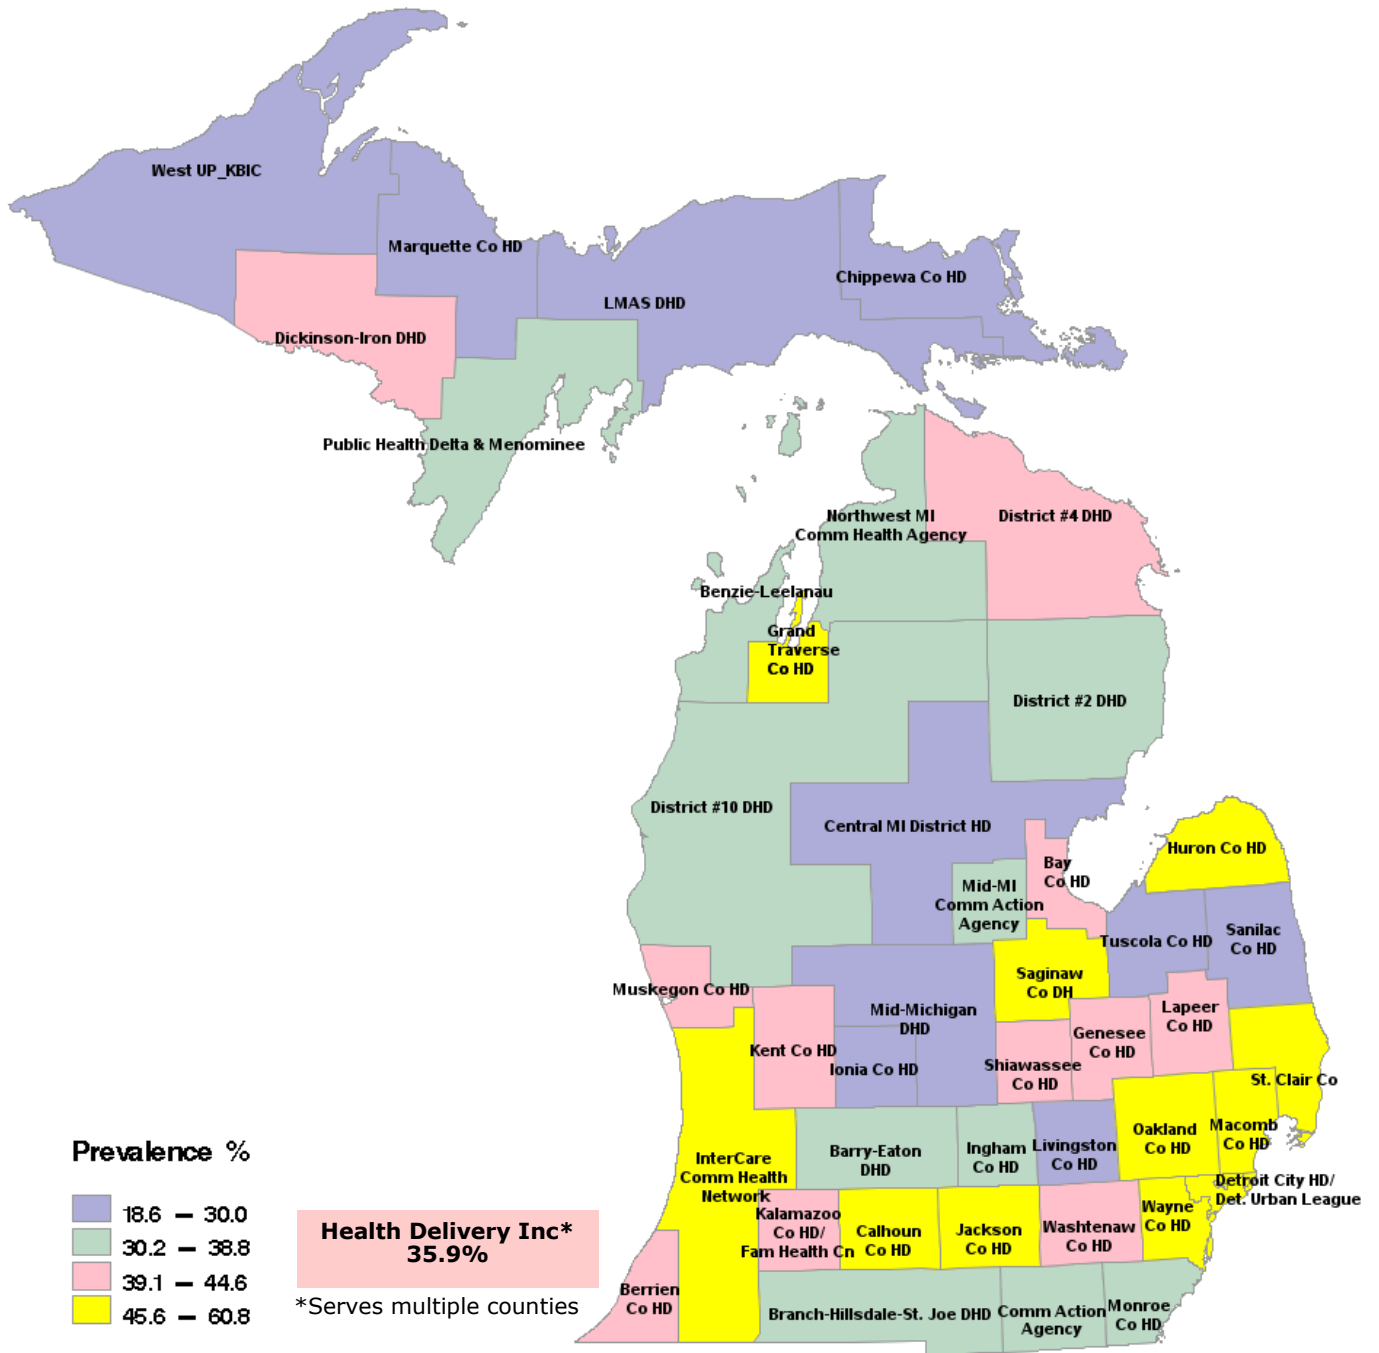 West UP_KBIC
Marquette Co HD
Chippewa Co HD
LMAS DHD
Dickinson-Iron DHD
Public Health Delta & Menominee
Northwest MI
Comm Health Agency
District #4 DHD
Benzie-Leelanau
Grand
Traverse
Co HD
District #2 DHD
District #10 DHD
Central MI District HD
Huron Co HD
Bay
Co HD
Mid-MI
Comm Action
Agency
Tuscola Co HD
Sanilac
Co HD
Saginaw
Co DH
Muskegon Co HD
Mid-Michigan
DHD
Lapeer
Co HD
Genesee
Co HD
Kent Co HD
Ionia Co HD
Shiawassee
Co HD
St. Clair Co
Oakland
Co HD
Macomb
Co HD
InterCare
Comm Health
Network
Barry-Eaton
DHD
Ingham
Co HD
Livingston
Co HD
Detroit City HD/
Det. Urban League
Kalamazoo
Co HD/
Fam Health Cn
Calhoun
Co HD
Jackson
Co HD
Washtenaw
Co HD
Wayne
Co HD
Berrien
Co HD
Branch-Hillsdale-St. Joe DHD
Comm Action
Agency
Monroe
Co HD
Prevalence %
18.6 – 30.0
30.2 – 38.8
39.1 – 44.6
45.6 – 60.8
Health Delivery Inc*
35.9%
*Serves multiple counties